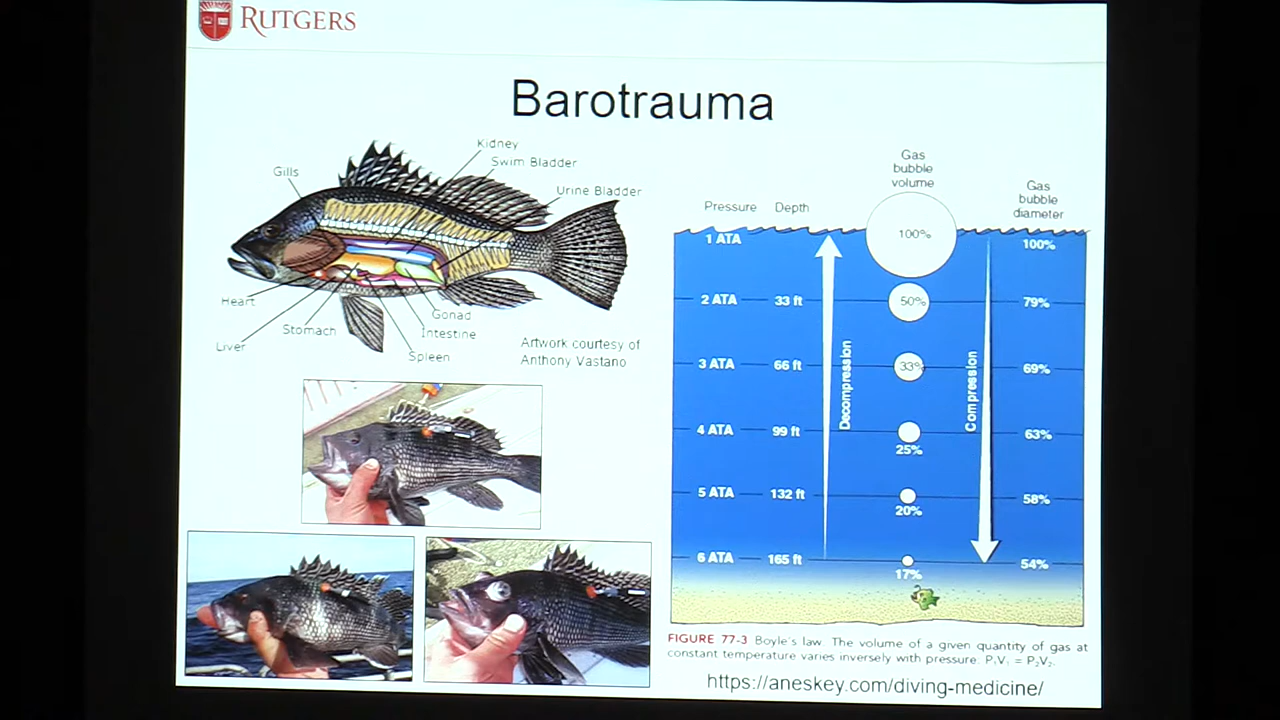 RUTGERS
Barotrauma
Kidney
Swim Bladder
Gills
Urine Bladder
Heart
Liver
Stomach
Spleen
Intestine
Gonad
Artwork courtesy of
Anthony Vastano
Gas
bubble
volume
Gas
bubble
diameter
Pressure Depth
1 ATA 100% 100%
2 ATA 33 ft 50% 79%
3 ATA 66 ft 33% 69%
4 ATA 99 ft 25% 63%
5 ATA 132 ft 20% 58%
6 ATA 165 ft 17% 54%
Decompression
Compression
FIGURE 77-3 Boyle's law. The volume of a given quantity of gas at
constant temperature varies inversely with pressure. P₁V₁ = P₂V₂.
https://aneskey.com/diving-medicine/